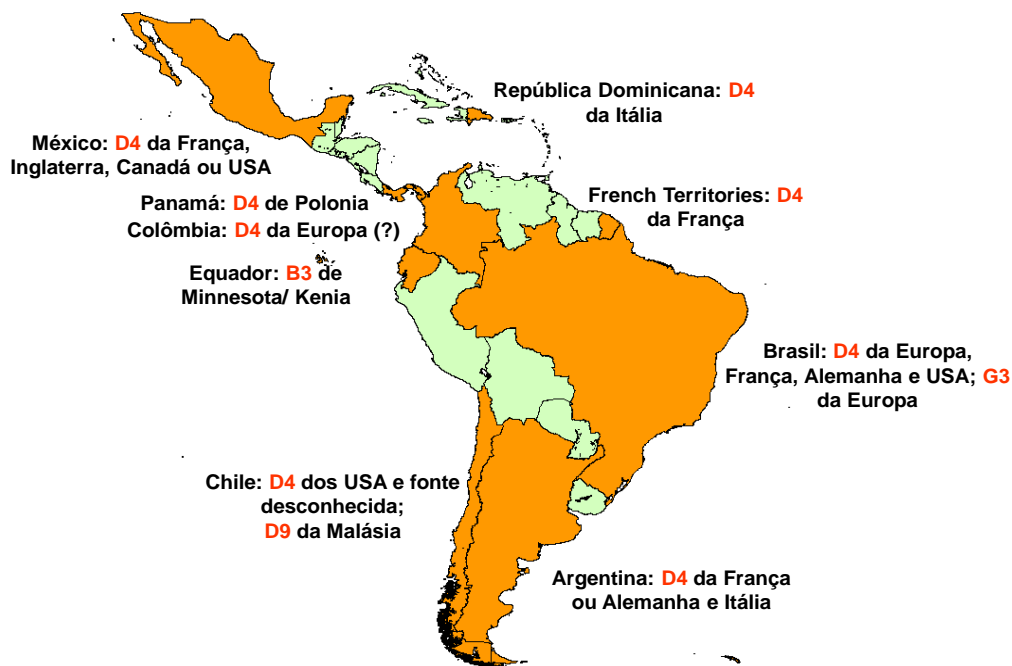 República Dominicana: D4
da Itália
México: D4 da França,
Inglaterra, Canadá ou USA
French Territories: D4
da França
Panamá: D4 de Polonia
Colômbia: D4 da Europa (?)
Equador: B3 de
Minnesota/ Kenia
Brasil: D4 da Europa,
França, Alemanha e USA; G3
da Europa
Chile: D4 dos USA e fonte
desconhecida;
D9 da Malásia
Argentina: D4 da França
ou Alemanha e Itália